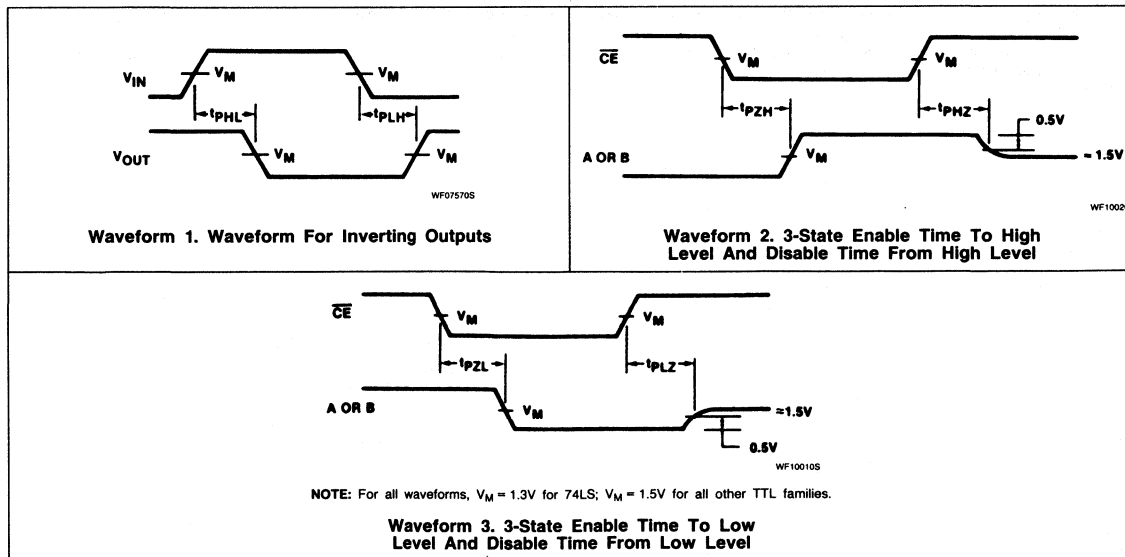 V_IN
V_M
V_M
t_PHL
t_PLH
V_OUT
V_M
V_M
WF07570S
Waveform 1. Waveform For Inverting Outputs
C̅E̅
V_M
V_M
t_PZH
t_PHZ
0.5V
A OR B
V_M
≈1.5V
WF1002
Waveform 2. 3-State Enable Time To High
Level And Disable Time From High Level
C̅E̅
V_M
V_M
t_PZL
t_PLZ
A OR B
V_M
≈1.5V
0.5V
WF10010S
NOTE: For all waveforms, V_M = 1.3V for 74LS; V_M = 1.5V for all other TTL families.
Waveform 3. 3-State Enable Time To Low
Level And Disable Time From Low Level